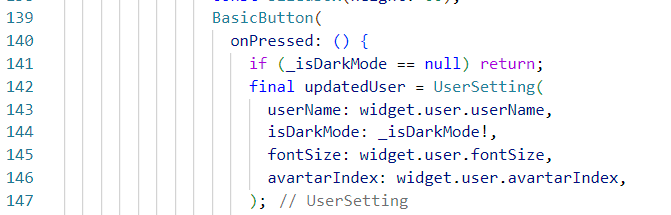 139 BasicButton(
140 onPressed: () {
141 if (_isDarkMode == null) return;
142 final updatedUser = UserSetting(
143 userName: widget.user.userName,
144 isDarkMode: _isDarkMode!,
145 fontSize: widget.user.fontSize,
146 avartarIndex: widget.user.avartarIndex,
147 ); // UserSetting